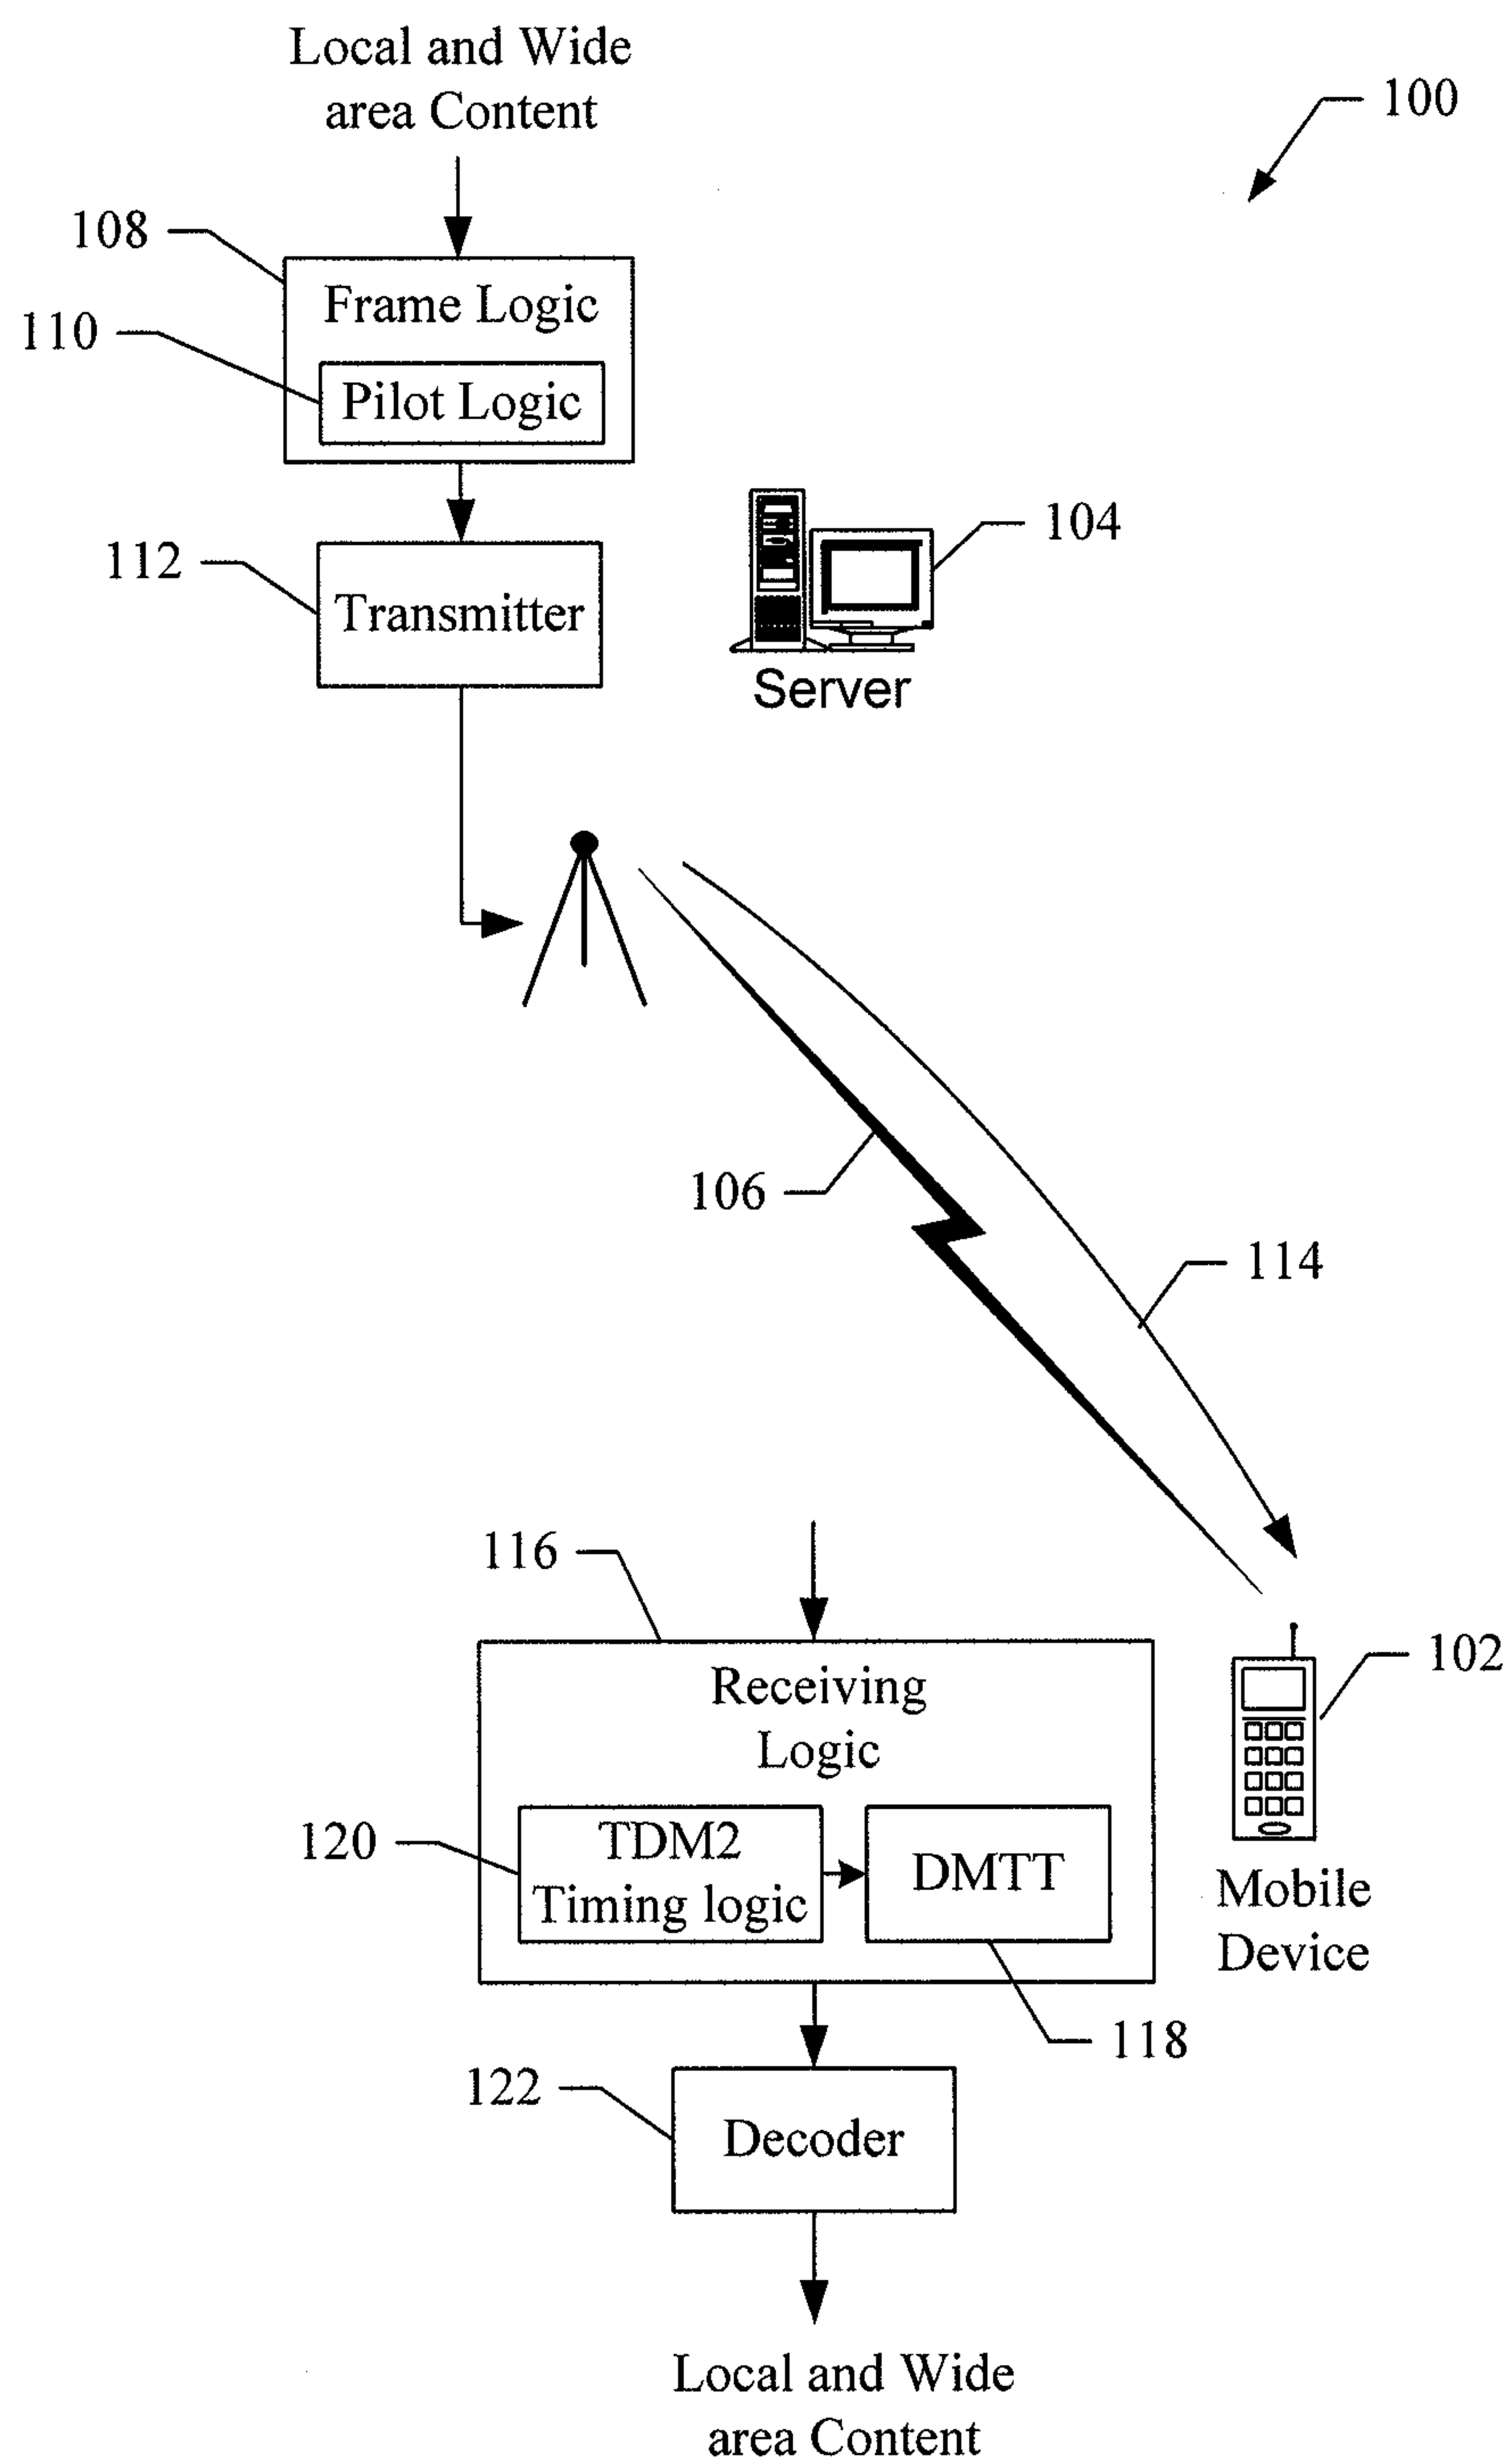 Local and Wide
area Content
100
108
Frame Logic
110
Pilot Logic
104
112
Transmitter
Server
106
114
116
Receiving
Logic
102
120
TDM2
Timing logic
DMTT
Mobile
Device
118
122
Decoder
Local and Wide
area Content